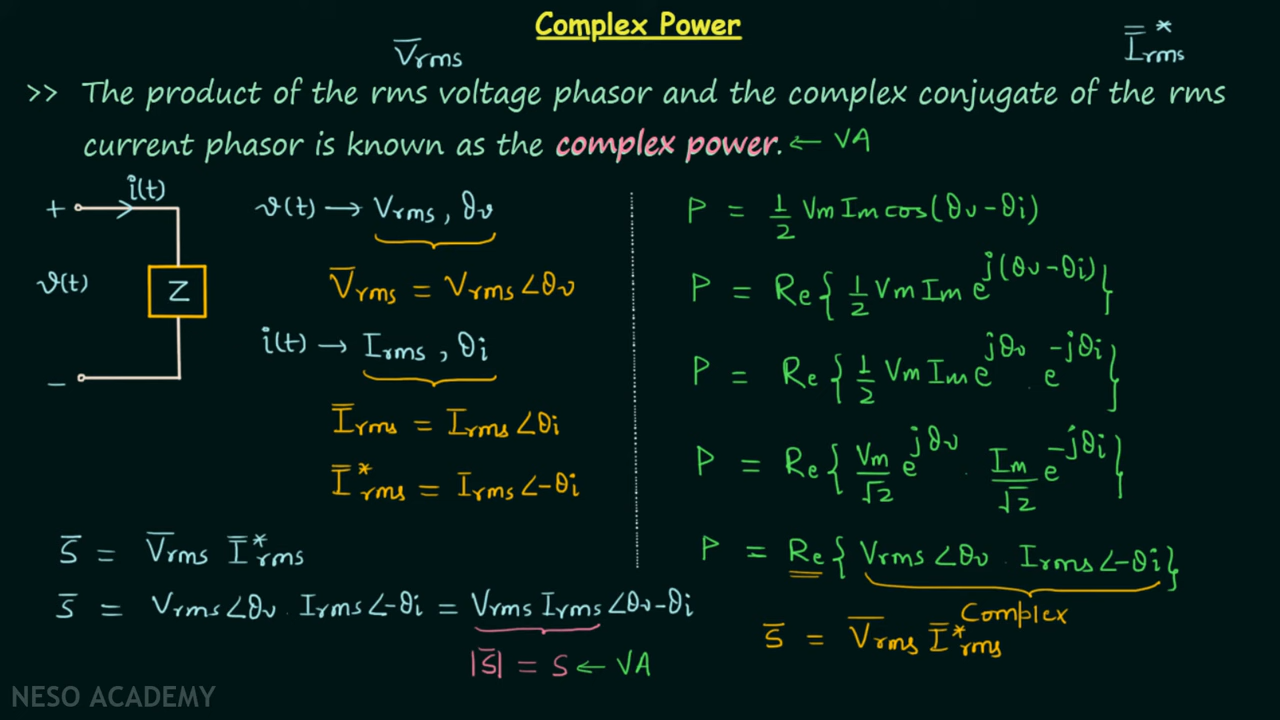 Complex Power
V̅rms
I̅*rms
>> The product of the rms voltage phasor and the complex conjugate of the rms
current phasor is known as the complex power. ← VA
+
i(t)
v(t)
Z
−
v(t) → Vrms, θv
V̅rms = Vrms ∠θv
i(t) → Irms, θi
I̅rms = Irms ∠θi
I̅*rms = Irms ∠-θi
S̅ = V̅rms I̅*rms
S̅ = Vrms∠θv . Irms∠-θi = Vrms Irms ∠θv-θi
|S̅| = S ← VA
P = 1/2 Vm Im cos(θv-θi)
P = Re{ 1/2 Vm Im e^j(θv-θi) }
P = Re{ 1/2 Vm Im e^jθv . e^-jθi }
P = Re{ Vm/√2 e^jθv . Im/√2 e^-jθi }
P = Re{ Vrms ∠θv . Irms ∠-θi }
Complex
S̅ = V̅rms I̅*rms
NESO ACADEMY